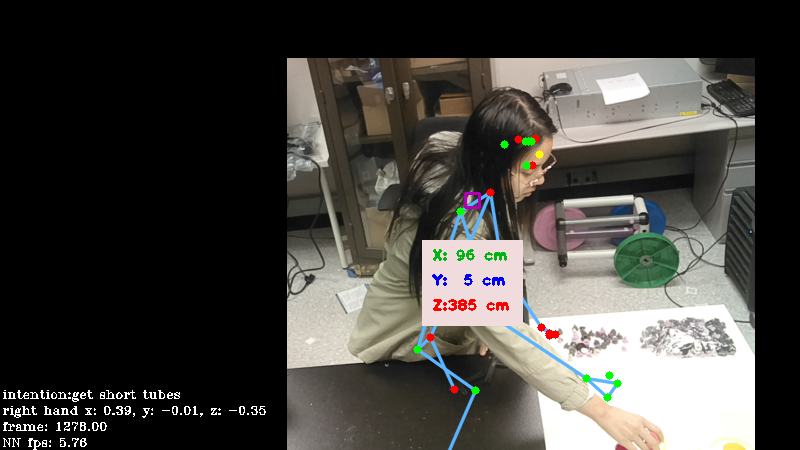 X: 96 cm
Y: 5 cm
Z:385 cm
intention:get short tubes
right hand x: 0.39, y: -0.01, z: -0.35
frame: 1278.00
NN fps: 5.76